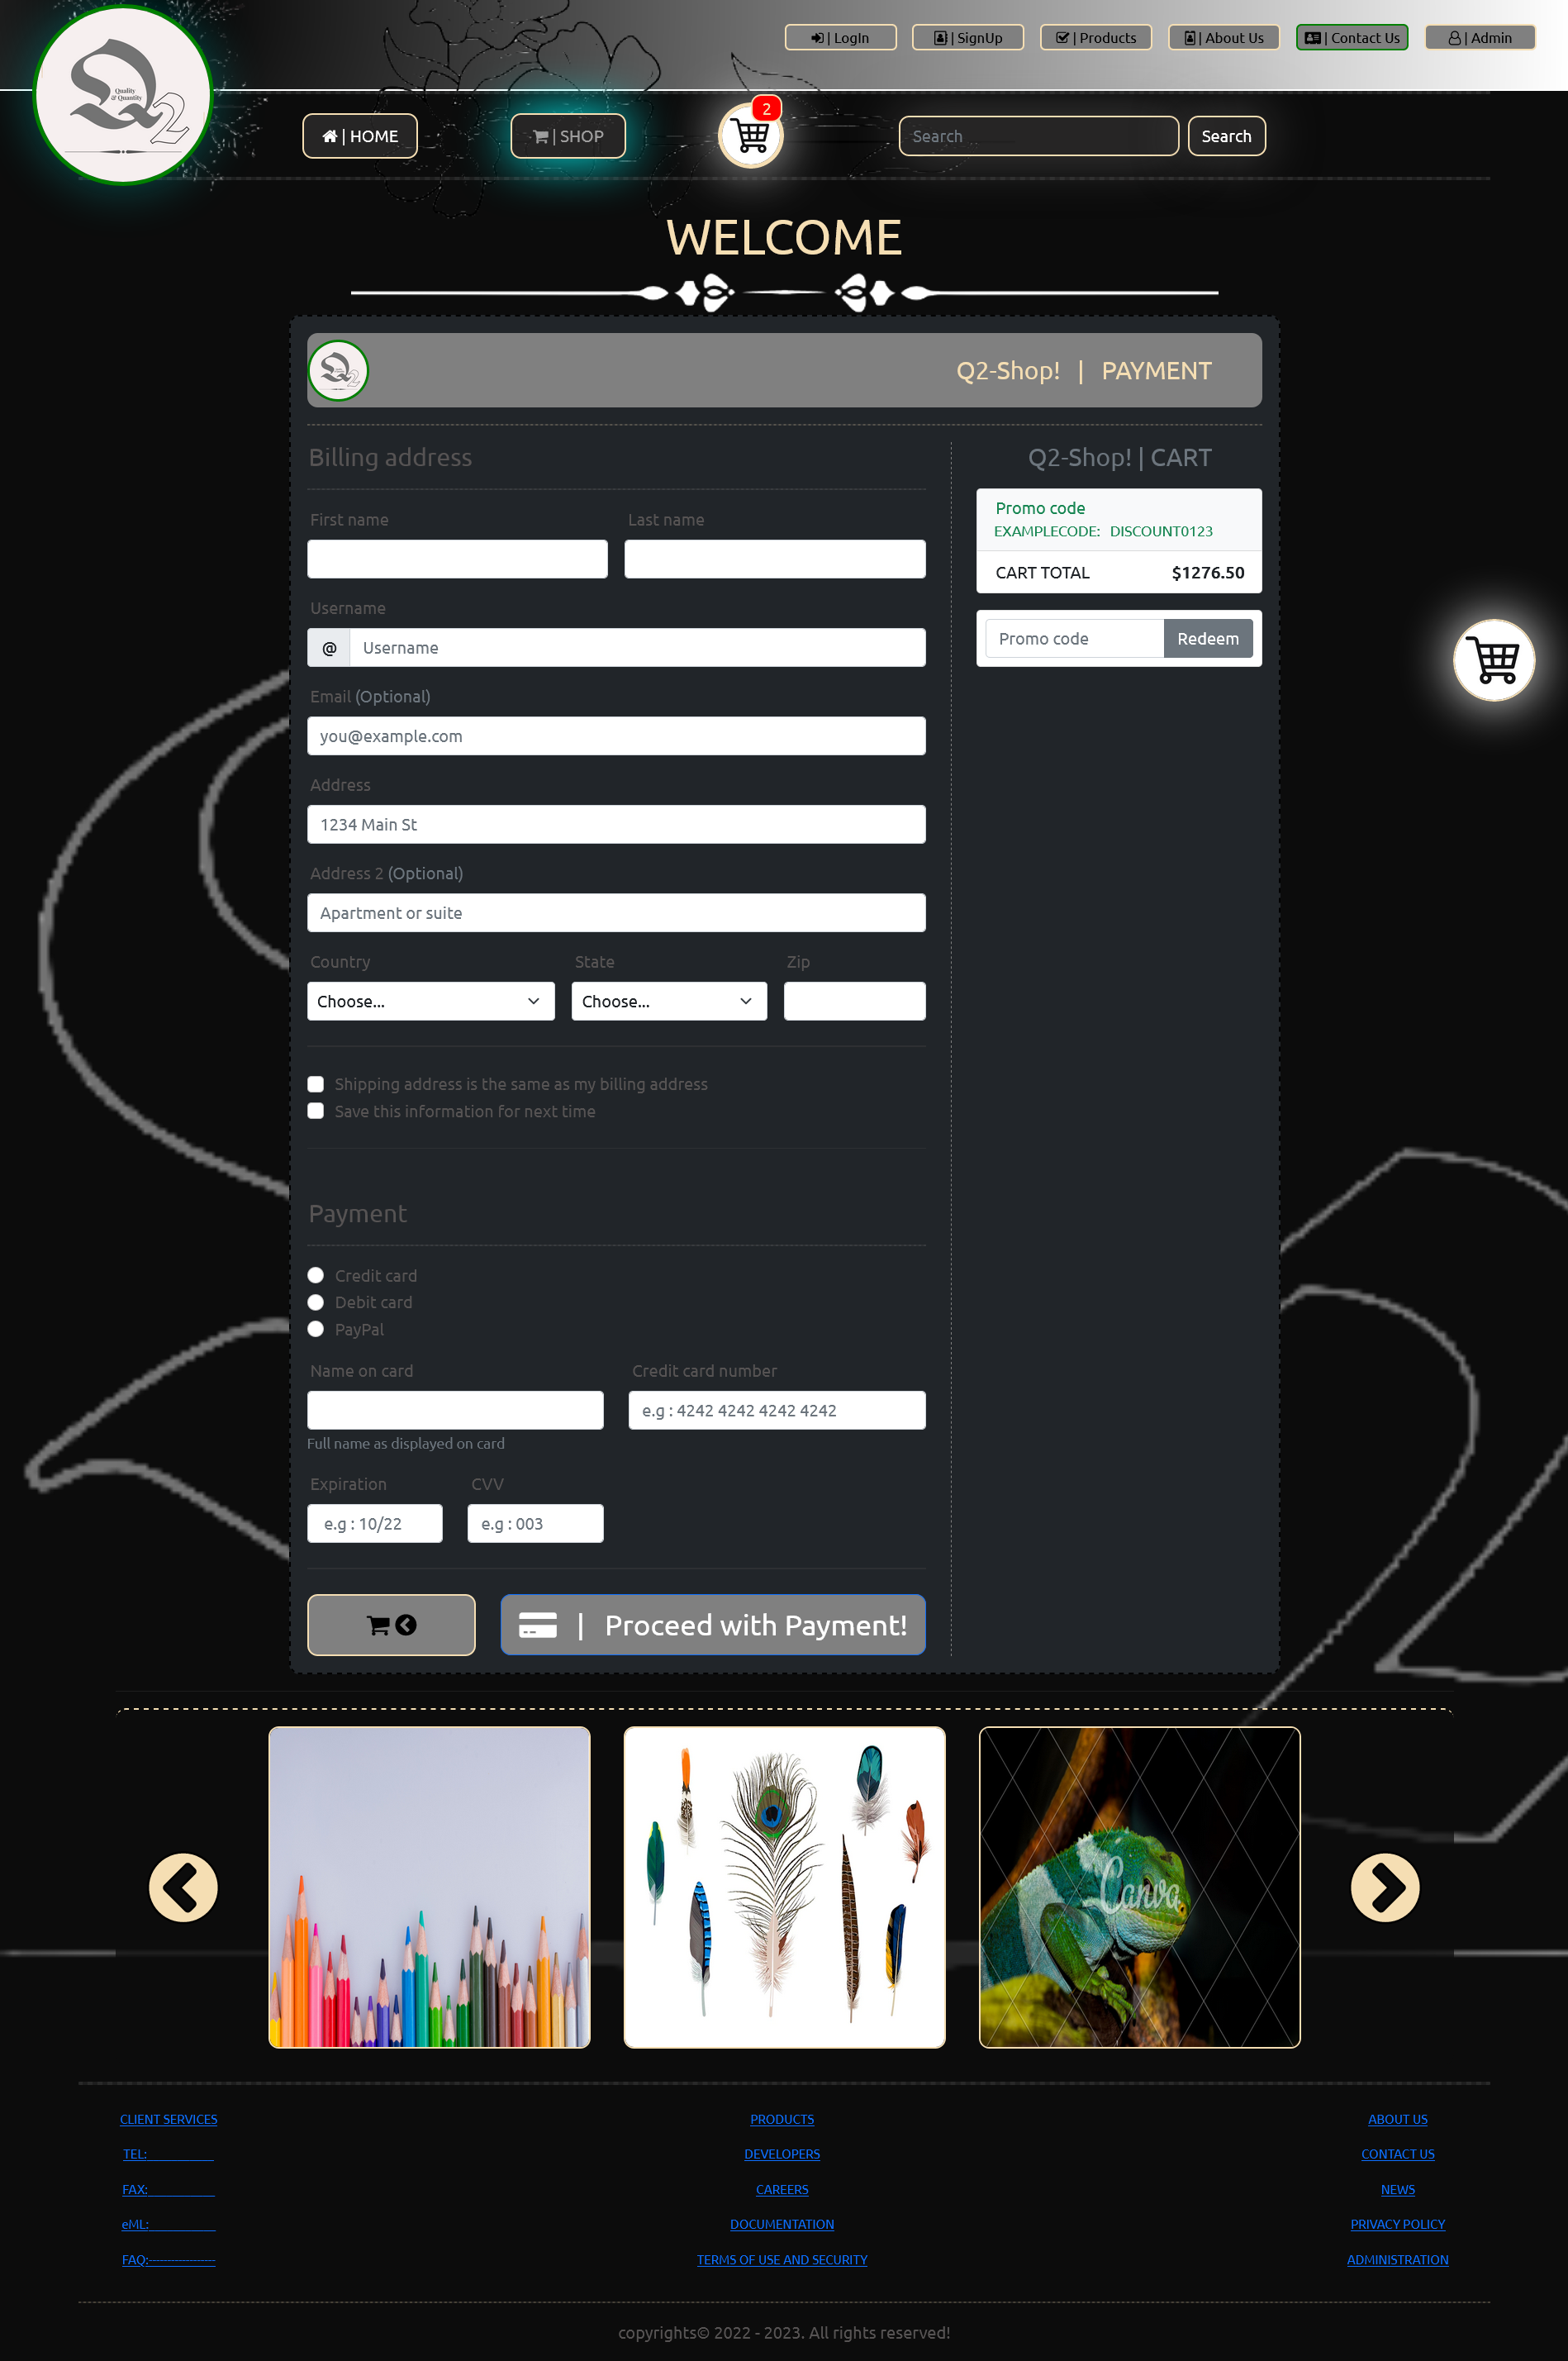 | LogIn
| SignUp
| Products
| About Us
| Contact Us
| Admin
Quality
& Quantity
Q2
| HOME
| SHOP
2
Search
Search
WELCOME
Q2
Q2-Shop! | PAYMENT
Billing address
Q2-Shop! | CART
First name
Last name
Promo code
EXAMPLECODE: DISCOUNT0123
CART TOTAL
$1276.50
Username
@
Username
Promo code
Redeem
Email (Optional)
you@example.com
Address
1234 Main St
Address 2 (Optional)
Apartment or suite
Country
State
Zip
Choose...
Choose...
Shipping address is the same as my billing address
Save this information for next time
Payment
Credit card
Debit card
PayPal
Name on card
Credit card number
e.g : 4242 4242 4242 4242
Full name as displayed on card
Expiration
CVV
e.g : 10/22
e.g : 003
| Proceed with Payment!
Canva
CLIENT SERVICES
PRODUCTS
ABOUT US
TEL:___________
DEVELOPERS
CONTACT US
FAX:___________
CAREERS
NEWS
eML:___________
DOCUMENTATION
PRIVACY POLICY
FAQ:-----------------
TERMS OF USE AND SECURITY
ADMINISTRATION
copyrights© 2022 - 2023. All rights reserved!